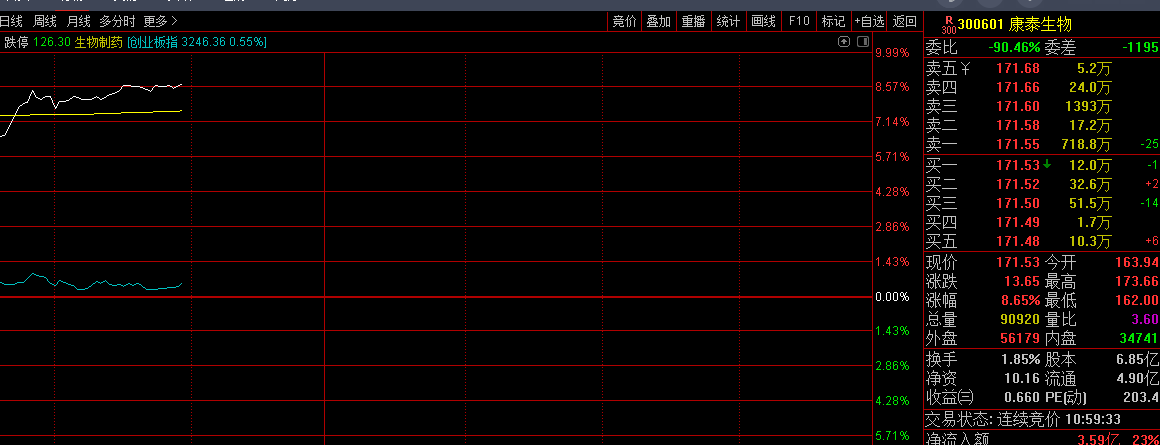 日线 周线 月线 多分时 更多 >
竞价 叠加 重播 统计 画线 F10 标记 +自选 返回
跌停 126.30 生物制药 [创业板指 3246.36 0.55%]
9.99%
8.57%
7.14%
5.71%
4.28%
2.86%
1.43%
0.00%
1.43%
2.86%
4.28%
5.71%
R 300 300601 康泰生物
委比 -90.46% 委差 -1195
卖五 ¥ 171.68 5.2万
卖四 171.66 24.0万
卖三 171.60 1393万
卖二 171.58 17.2万
卖一 171.55 718.8万 -25
买一 171.53 12.0万 -1
买二 171.52 32.6万 +2
买三 171.50 51.5万 -14
买四 171.49 1.7万
买五 171.48 10.3万 +6
现价 171.53 今开 163.94
涨跌 13.65 最高 173.66
涨幅 8.65% 最低 162.00
总量 90920 量比 3.60
外盘 56179 内盘 34741
换手 1.85% 股本 6.85亿
净资 10.16 流通 4.90亿
收益㈢ 0.660 PE(动) 203.4
交易状态: 连续竞价 10:59:33
净流入额 3.59亿 23%